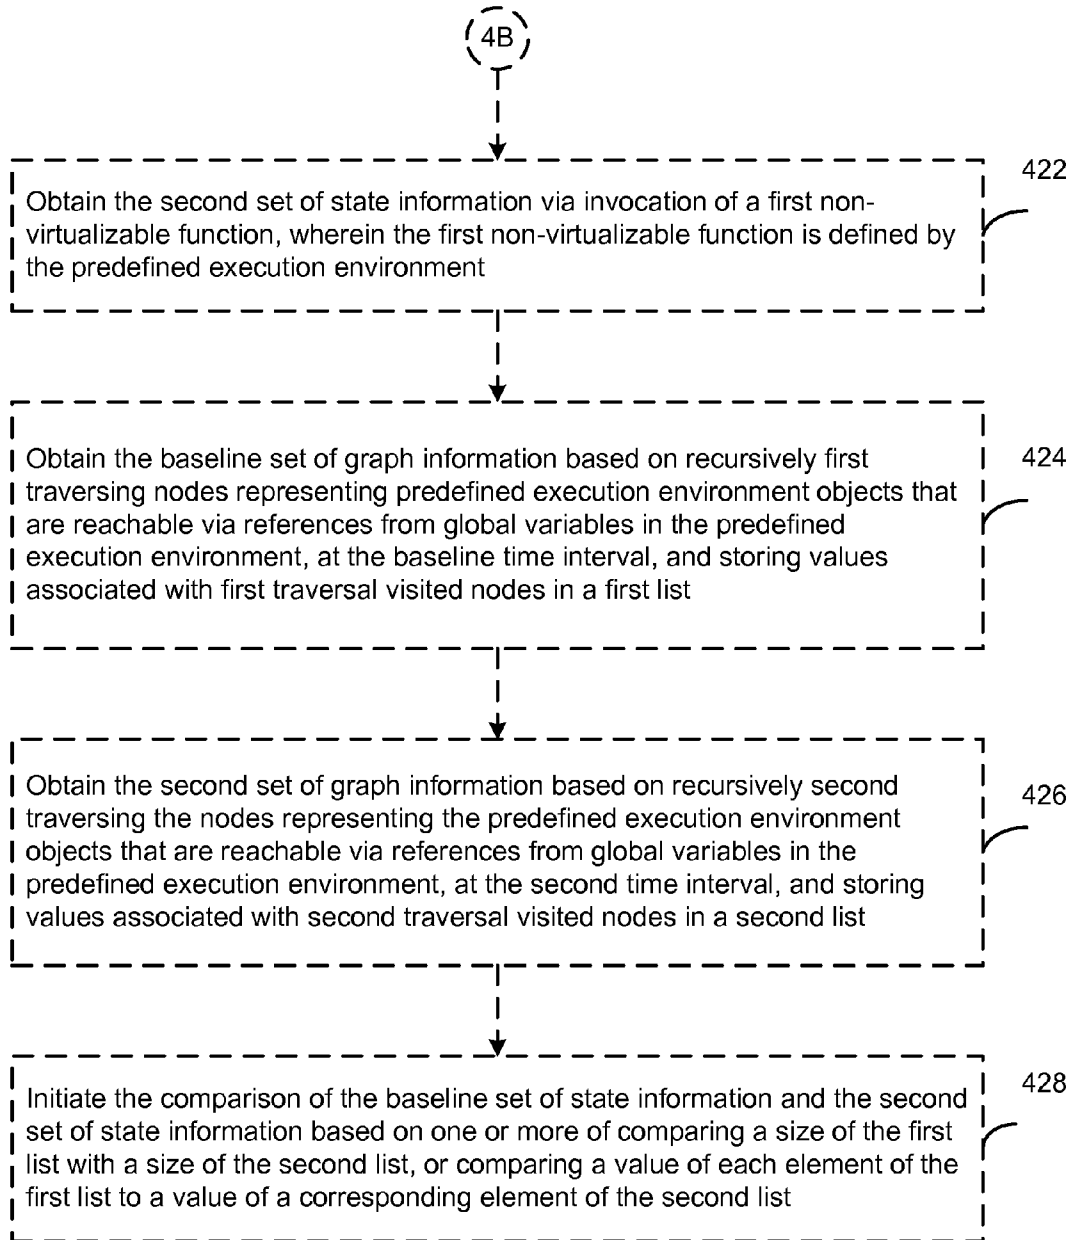 4B
422
Obtain the second set of state information via invocation of a first non-
virtualizable function, wherein the first non-virtualizable function is defined by
the predefined execution environment
424
Obtain the baseline set of graph information based on recursively first
traversing nodes representing predefined execution environment objects that
are reachable via references from global variables in the predefined
execution environment, at the baseline time interval, and storing values
associated with first traversal visited nodes in a first list
426
Obtain the second set of graph information based on recursively second
traversing the nodes representing the predefined execution environment
objects that are reachable via references from global variables in the
predefined execution environment, at the second time interval, and storing
values associated with second traversal visited nodes in a second list
428
Initiate the comparison of the baseline set of state information and the second
set of state information based on one or more of comparing a size of the first
list with a size of the second list, or comparing a value of each element of the
first list to a value of a corresponding element of the second list